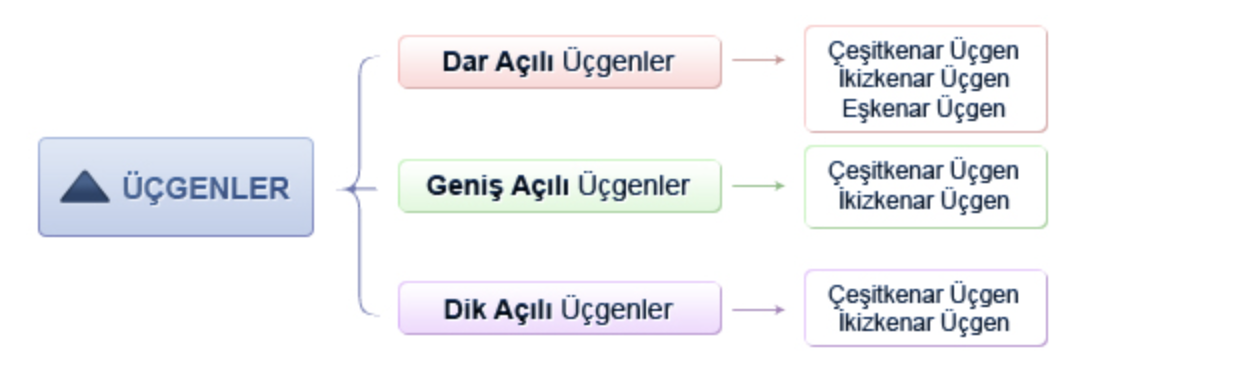 ÜÇGENLER
Dar Açılı Üçgenler
Çeşitkenar Üçgen
İkizkenar Üçgen
Eşkenar Üçgen
Geniş Açılı Üçgenler
Çeşitkenar Üçgen
İkizkenar Üçgen
Dik Açılı Üçgenler
Çeşitkenar Üçgen
İkizkenar Üçgen